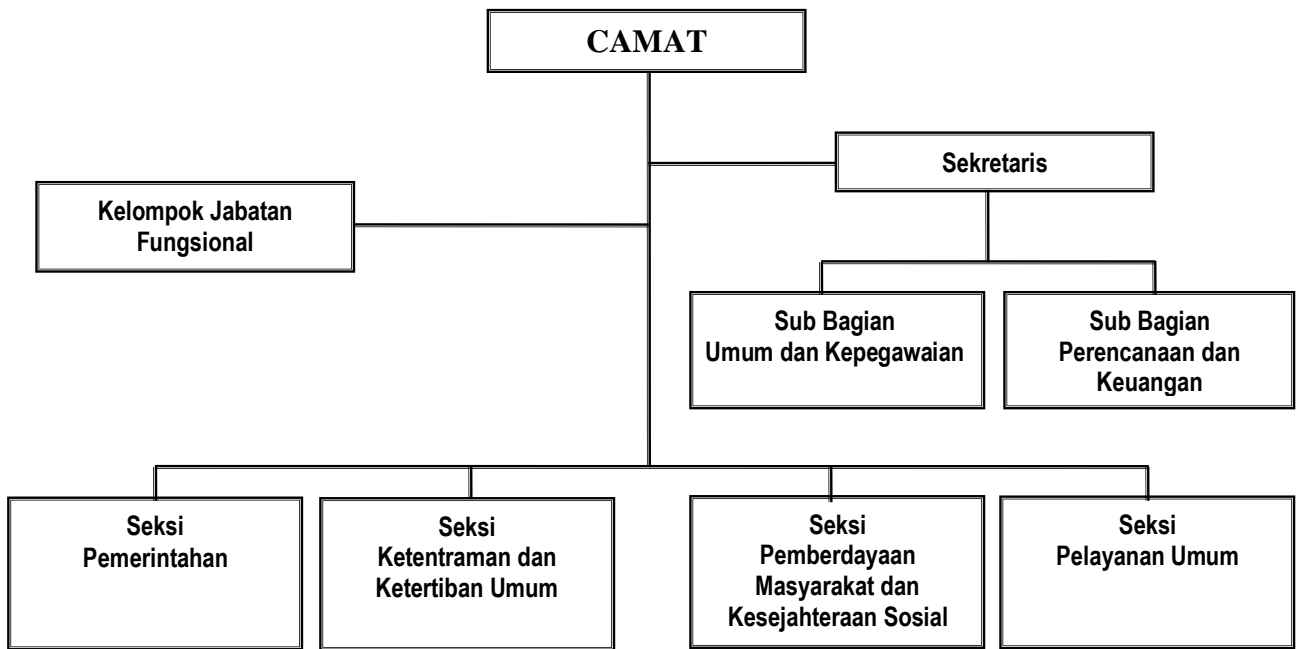 CAMAT
Sekretaris
Kelompok Jabatan
Fungsional
Sub Bagian
Umum dan Kepegawaian
Sub Bagian
Perencanaan dan
Keuangan
Seksi
Pemerintahan
Seksi
Ketentraman dan
Ketertiban Umum
Seksi
Pemberdayaan
Masyarakat dan
Kesejahteraan Sosial
Seksi
Pelayanan Umum